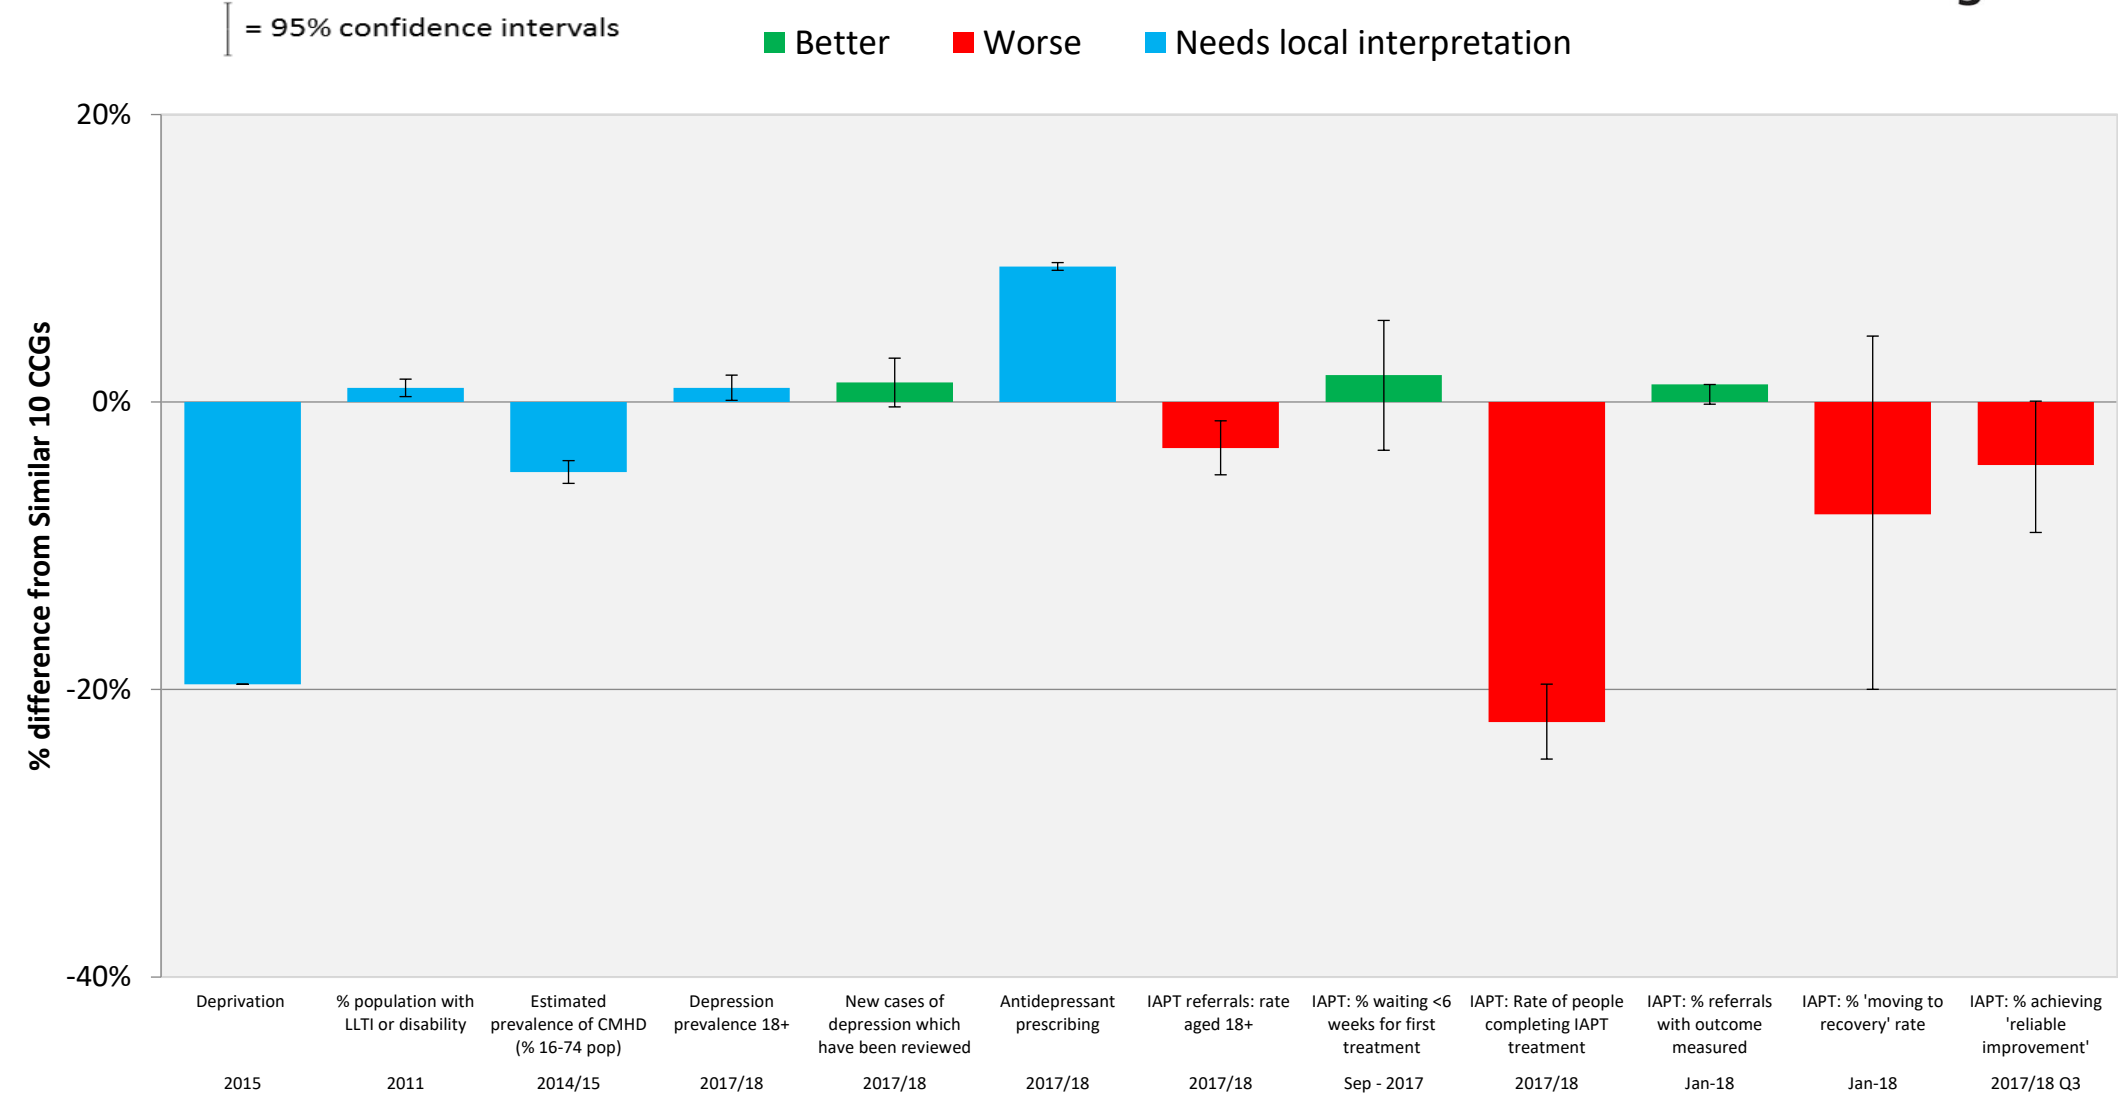 = 95% confidence intervals
Better
Worse
Needs local interpretation
% difference from Similar 10 CCGs
20%
0%
-20%
-40%
Deprivation
2015
% population with
LLTI or disability
2011
Estimated
prevalence of CMHD
(% 16-74 pop)
2014/15
Depression
prevalence 18+
2017/18
New cases of
depression which
have been reviewed
2017/18
Antidepressant
prescribing
2017/18
IAPT referrals: rate
aged 18+
2017/18
IAPT: % waiting <6
weeks for first
treatment
Sep - 2017
IAPT: Rate of people
completing IAPT
treatment
2017/18
IAPT: % referrals
with outcome
measured
Jan-18
IAPT: % 'moving to
recovery' rate
Jan-18
IAPT: % achieving
'reliable
improvement'
2017/18 Q3